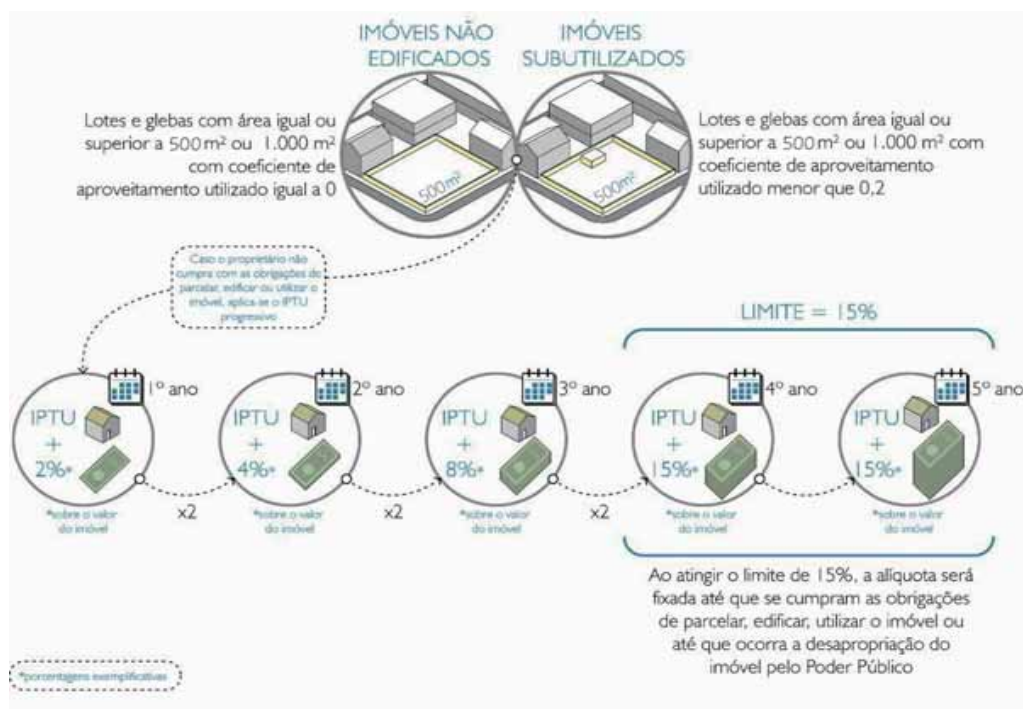 IMÓVEIS NÃO
EDIFICADOS
IMÓVEIS
SUBUTILIZADOS
Lotes e glebas com área igual ou
superior a 500 m² ou 1.000 m²
com coeficiente de
aproveitamento utilizado igual a 0
500m²
500m²
Lotes e glebas com área igual ou
superior a 500 m² ou 1.000 m² com
coeficiente de aproveitamento
utilizado menor que 0,2
Caso o proprietário não
cumpra com as obrigações de
parcelar, edificar ou utilizar o
imóvel, aplica-se o IPTU
progressivo
LIMITE = 15%
1º ano
IPTU
+
2%*
*sobre o valor
do imóvel
x2
2º ano
IPTU
+
4%*
*sobre o valor
do imóvel
x2
3º ano
IPTU
+
8%*
*sobre o valor
do imóvel
x2
4º ano
IPTU
+
15%*
*sobre o valor
do imóvel
5º ano
IPTU
+
15%*
*sobre o valor
do imóvel
Ao atingir o limite de 15%, a alíquota será
fixada até que se cumpram as obrigações
de parcelar, edificar, utilizar o imóvel ou
até que ocorra a desapropriação do
imóvel pelo Poder Público
*porcentagens exemplificativas